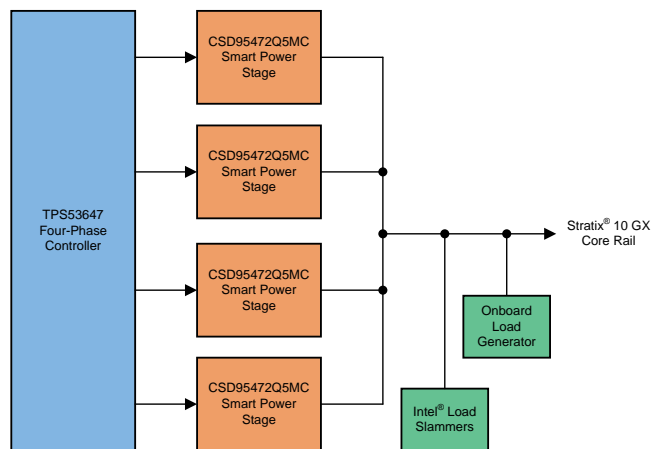 TPS53647
Four-Phase
Controller
CSD95472Q5MC
Smart Power
Stage
CSD95472Q5MC
Smart Power
Stage
CSD95472Q5MC
Smart Power
Stage
CSD95472Q5MC
Smart Power
Stage
Stratix® 10 GX
Core Rail
Onboard
Load
Generator
Intel® Load
Slammers